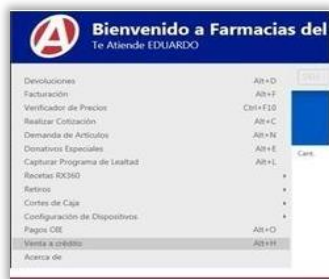 Bienvenido a Farmacias del
Te Atiende EDUARDO
Devoluciones Alt+D
Facturación Alt+F
Verificador de Precios Ctrl+F10
Realizar Cotización Alt+C
Demanda de Artículos Alt+N
Donativos Especiales Alt+E
Capturar Programa de Lealtad Alt+L
Recetas RX360
Retiros
Cortes de Caja
Configuración de Dispositivos
Pagos CIE Alt+O
Venta a crédito Alt+H
Acerca de
Cant.